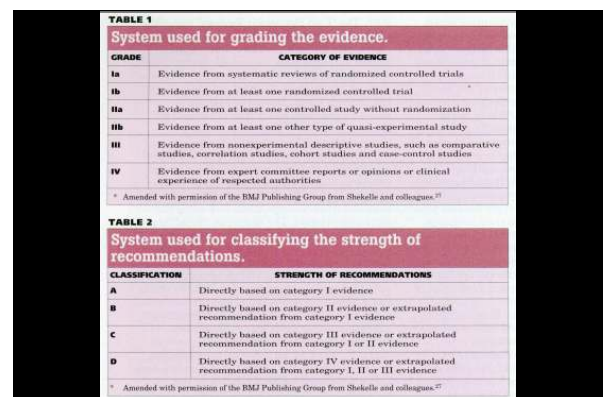 TABLE 1
System used for grading the evidence.
GRADE CATEGORY OF EVIDENCE
Ia Evidence from systematic reviews of randomized controlled trials
Ib Evidence from at least one randomized controlled trial
IIa Evidence from at least one controlled study without randomization
IIb Evidence from at least one other type of quasi-experimental study
III Evidence from nonexperimental descriptive studies, such as comparative
studies, correlation studies, cohort studies and case-control studies
IV Evidence from expert committee reports or opinions or clinical
experience of respected authorities
* Amended with permission of the BMJ Publishing Group from Shekelle and colleagues.27
TABLE 2
System used for classifying the strength of
recommendations.
CLASSIFICATION STRENGTH OF RECOMMENDATIONS
A Directly based on category I evidence
B Directly based on category II evidence or extrapolated
recommendation from category I evidence
C Directly based on category III evidence or extrapolated
recommendation from category I or II evidence
D Directly based on category IV evidence or extrapolated
recommendation from category I, II or III evidence
* Amended with permission of the BMJ Publishing Group from Shekelle and colleagues.27